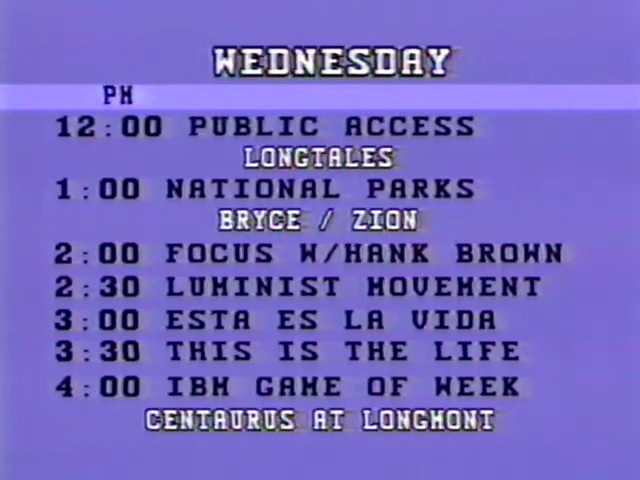 WEDNESDAY
PM
12:00 PUBLIC ACCESS
LONGTALES
1:00 NATIONAL PARKS
BRYCE / ZION
2:00 FOCUS W/HANK BROWN
2:30 LUMINIST MOVEMENT
3:00 ESTA ES LA VIDA
3:30 THIS IS THE LIFE
4:00 IBM GAME OF WEEK
CENTAURUS AT LONGMONT